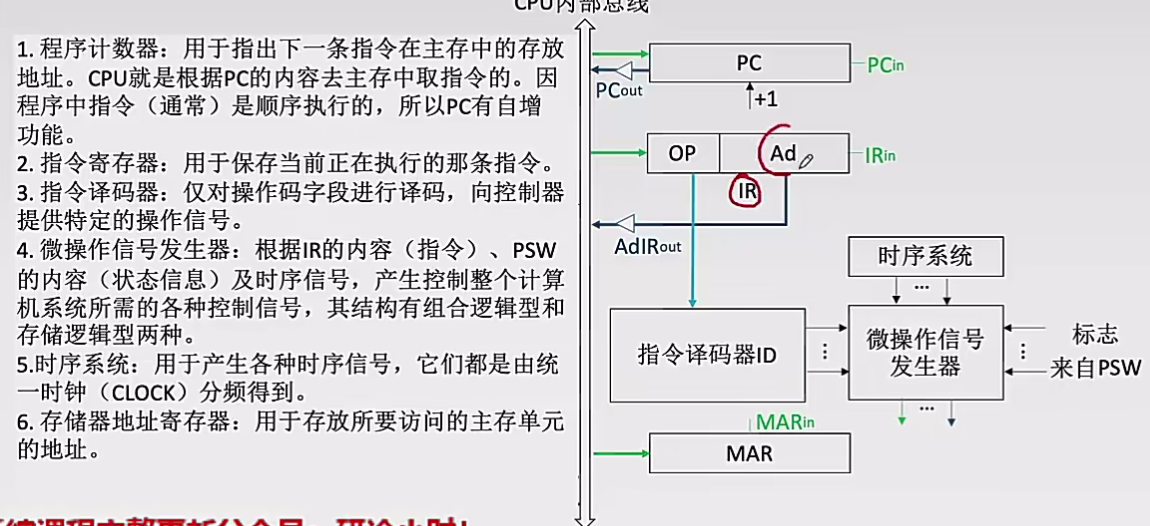 CPU内部总线
1. 程序计数器：用于指出下一条指令在主存中的存放
地址。CPU就是根据PC的内容去主存中取指令的。因
程序中指令（通常）是顺序执行的，所以PC有自增
功能。
2. 指令寄存器：用于保存当前正在执行的那条指令。
3. 指令译码器：仅对操作码字段进行译码，向控制器
提供特定的操作信号。
4. 微操作信号发生器：根据IR的内容（指令）、PSW
的内容（状态信息）及时序信号，产生控制整个计算
机系统所需的各种控制信号，其结构有组合逻辑型和
存储逻辑型两种。
5.时序系统：用于产生各种时序信号，它们都是由统
一时钟（CLOCK）分频得到。
6. 存储器地址寄存器：用于存放所要访问的主存单元
的地址。
PC
PCin
PCout
+1
OP
Ad
IRin
IR
AdIRout
时序系统
...
指令译码器ID
⋮
微操作信号
发生器
⋮
标志
来自PSW
...
MARin
MAR